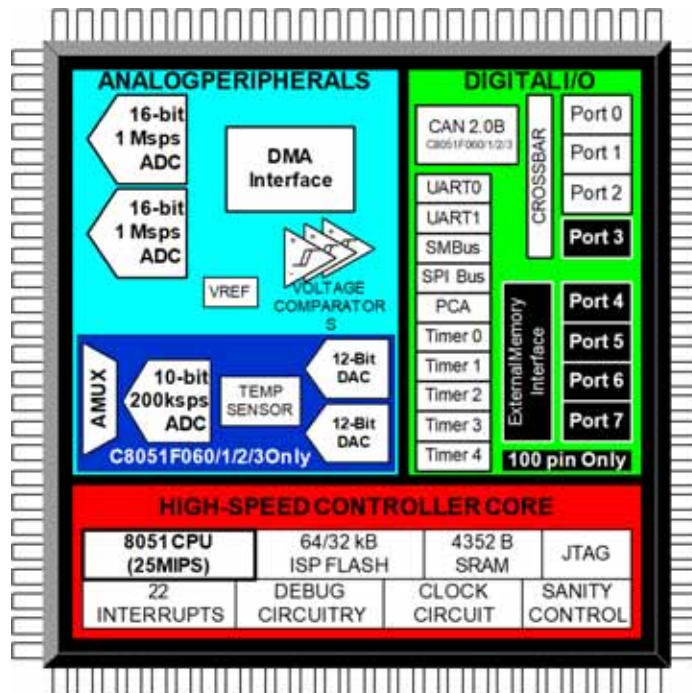 ANALOGPERIPHERALS
16-bit
1 Msps
ADC
16-bit
1 Msps
ADC
DMA
Interface
VREF
VOLTAGE
COMPARATOR
S
AMUX
10-bit
200ksps
ADC
TEMP
SENSOR
12-Bit
DAC
12-Bit
DAC
C8051F060/1/2/3Only
DIGITALI/O
CAN 2.0B
C8051F060/1/2/3
UART0
UART1
SMBus
SPI Bus
PCA
Timer 0
Timer 1
Timer 2
Timer 3
Timer 4
CROSSBAR
Port 0
Port 1
Port 2
Port 3
ExternalMemory
Interface
Port 4
Port 5
Port 6
Port 7
100 pin Only
HIGH-SPEED CONTROLLER CORE
8051CPU
(25MIPS)
64/32 kB
ISP FLASH
4352 B
SRAM
JTAG
22
INTERRUPTS
DEBUG
CIRCUITRY
CLOCK
CIRCUIT
SANITY
CONTROL